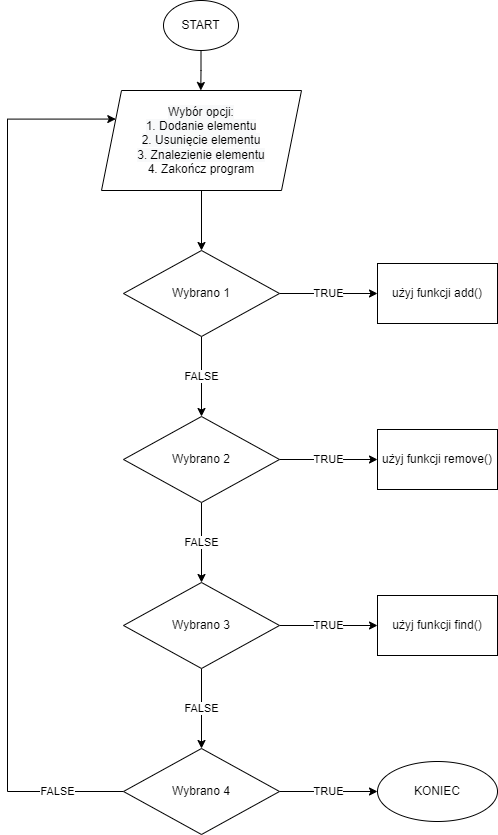 START
Wybór opcji:
1. Dodanie elementu
2. Usunięcie elementu
3. Znalezienie elementu
4. Zakończ program
Wybrano 1
TRUE
użyj funkcji add()
FALSE
Wybrano 2
TRUE
użyj funkcji remove()
FALSE
Wybrano 3
TRUE
użyj funkcji find()
FALSE
FALSE
Wybrano 4
TRUE
KONIEC